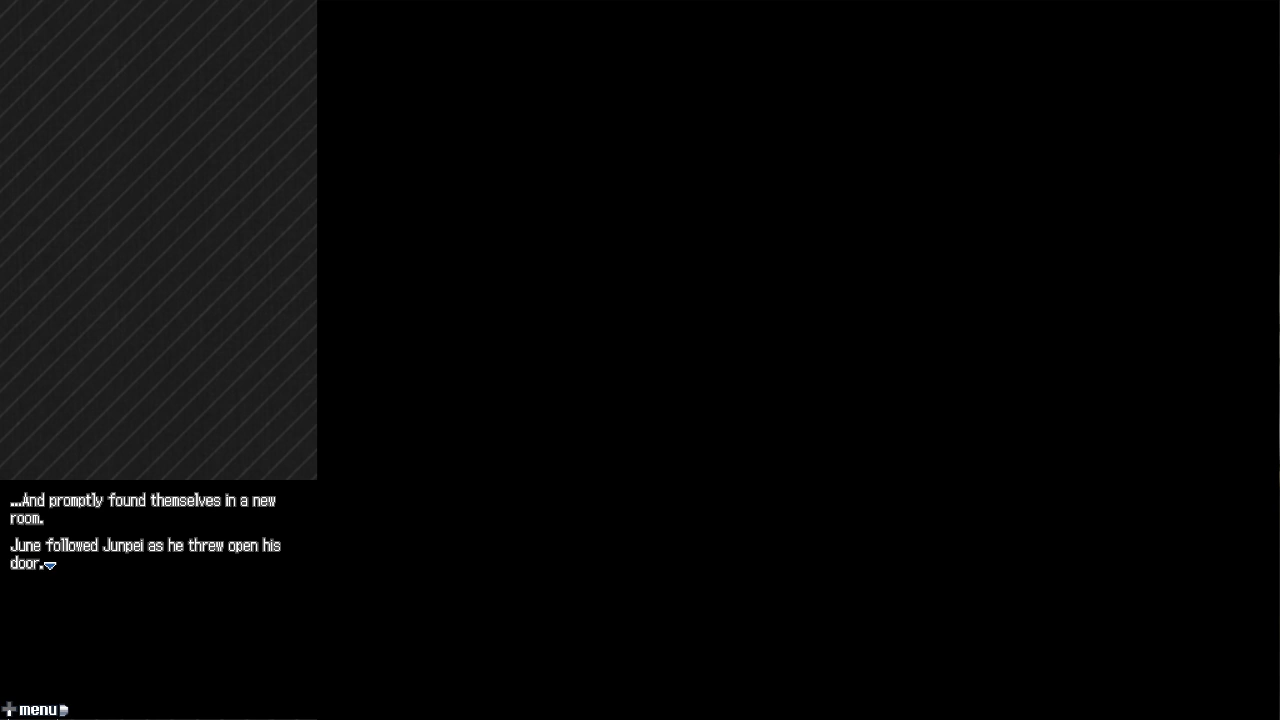 ...And promptly found themselves in a new
room.
June followed Junpei as he threw open his
door.
menu